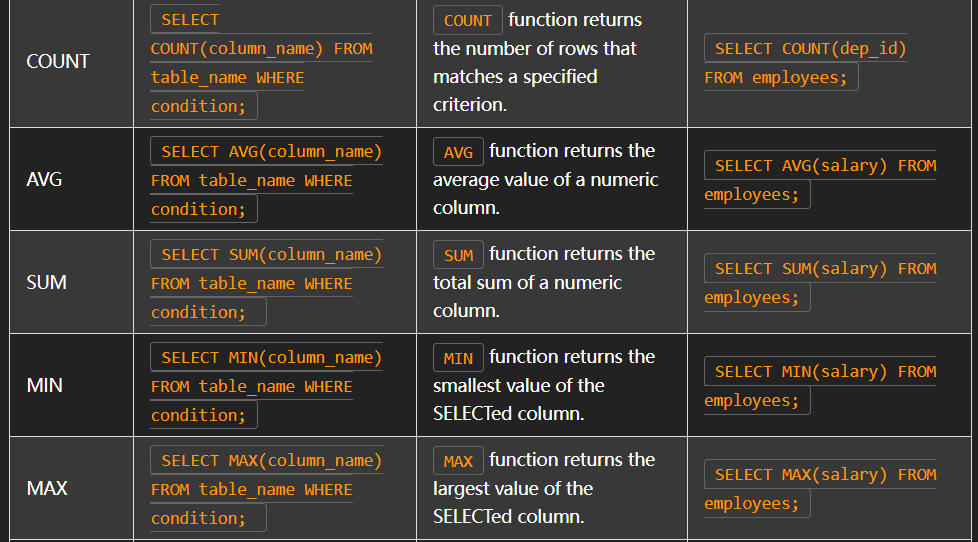 COUNT
SELECT
COUNT(column_name) FROM
table_name WHERE
condition;
COUNT function returns
the number of rows that
matches a specified
criterion.
SELECT COUNT(dep_id)
FROM employees;
AVG
SELECT AVG(column_name)
FROM table_name WHERE
condition;
AVG function returns the
average value of a numeric
column.
SELECT AVG(salary) FROM
employees;
SUM
SELECT SUM(column_name)
FROM table_name WHERE
condition;
SUM function returns the
total sum of a numeric
column.
SELECT SUM(salary) FROM
employees;
MIN
SELECT MIN(column_name)
FROM table_name WHERE
condition;
MIN function returns the
smallest value of the
SELECTed column.
SELECT MIN(salary) FROM
employees;
MAX
SELECT MAX(column_name)
FROM table_name WHERE
condition;
MAX function returns the
largest value of the
SELECTed column.
SELECT MAX(salary) FROM
employees;